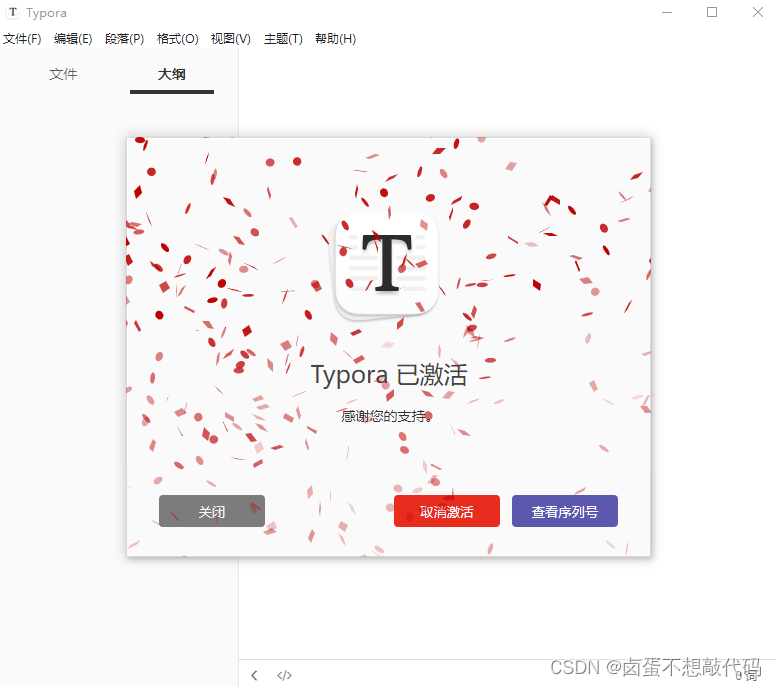 Typora
文件(F) 编辑(E) 段落(P) 格式(O) 视图(V) 主题(T) 帮助(H)
文件 大纲
T
Typora 已激活
感谢您的支持。
关闭 取消激活 查看序列号
0 词
CSDN @卤蛋不想敲代码